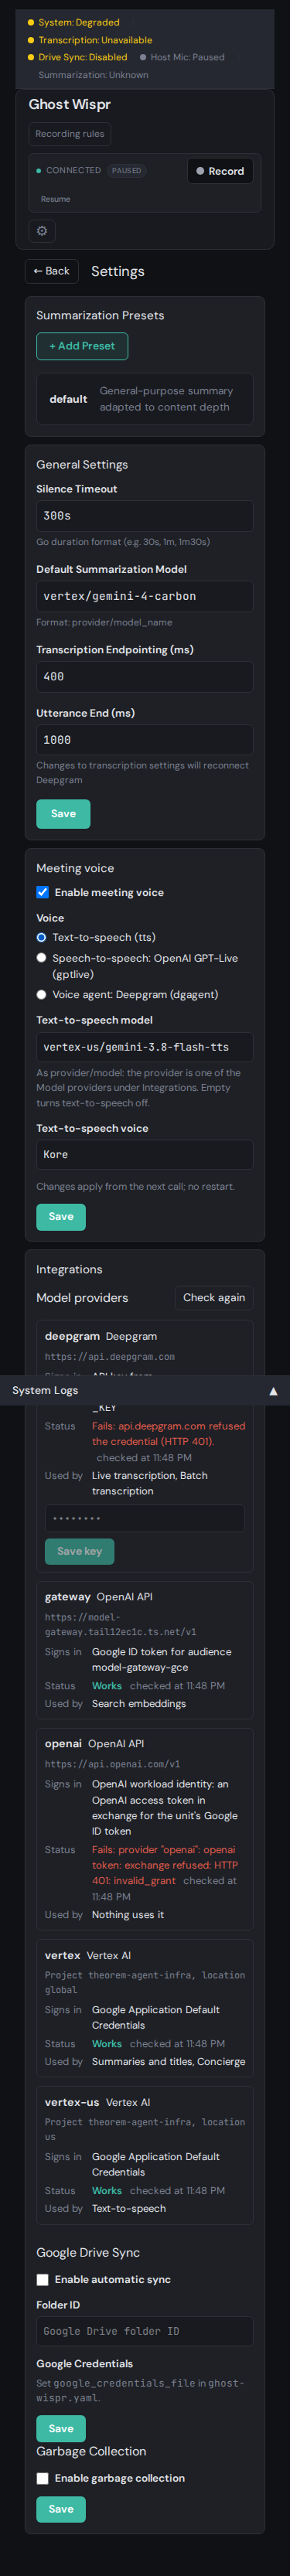 System: Degraded
Transcription: Unavailable
Drive Sync: Disabled Host Mic: Paused
Summarization: Unknown
Ghost Wispr
Recording rules
CONNECTED PAUSED Record
Resume
← Back Settings
Summarization Presets
+ Add Preset
default General-purpose summary
adapted to content depth
General Settings
Silence Timeout
300s
Go duration format (e.g. 30s, 1m, 1m30s)
Default Summarization Model
vertex/gemini-4-carbon
Format: provider/model_name
Transcription Endpointing (ms)
400
Utterance End (ms)
1000
Changes to transcription settings will reconnect
Deepgram
Save
Meeting voice
Enable meeting voice
Voice
Text-to-speech (tts)
Speech-to-speech: OpenAI GPT-Live
(gptlive)
Voice agent: Deepgram (dgagent)
Text-to-speech model
vertex-us/gemini-3.8-flash-tts
As provider/model: the provider is one of the
Model providers under Integrations. Empty
turns text-to-speech off.
Text-to-speech voice
Kore
Changes apply from the next call; no restart.
Save
Integrations
Model providers Check again
deepgram Deepgram
https://api.deepgram.com
System Logs ▲
_KEY
Status Fails: api.deepgram.com refused
the credential (HTTP 401).
checked at 11:48 PM
Used by Live transcription, Batch
transcription
••••••••
Save key
gateway OpenAI API
https://model-
gateway.tail12ec1c.ts.net/v1
Signs in Google ID token for audience
model-gateway-gce
Status Works checked at 11:48 PM
Used by Search embeddings
openai OpenAI API
https://api.openai.com/v1
Signs in OpenAI workload identity: an
OpenAI access token in
exchange for the unit's Google
ID token
Status Fails: provider "openai": openai
token: exchange refused: HTTP
401: invalid_grant checked at
11:48 PM
Used by Nothing uses it
vertex Vertex AI
Project theorem-agent-infra, location
global
Signs in Google Application Default
Credentials
Status Works checked at 11:48 PM
Used by Summaries and titles, Concierge
vertex-us Vertex AI
Project theorem-agent-infra, location
us
Signs in Google Application Default
Credentials
Status Works checked at 11:48 PM
Used by Text-to-speech
Google Drive Sync
Enable automatic sync
Folder ID
Google Drive folder ID
Google Credentials
Set google_credentials_file in ghost-
wispr.yaml.
Save
Garbage Collection
Enable garbage collection
Save